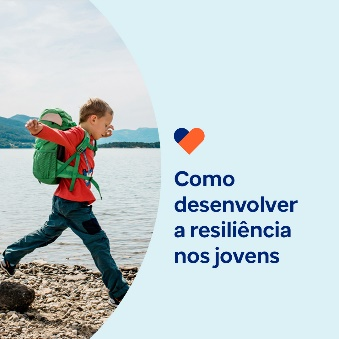 Como
desenvolver
a resiliência
nos jovens